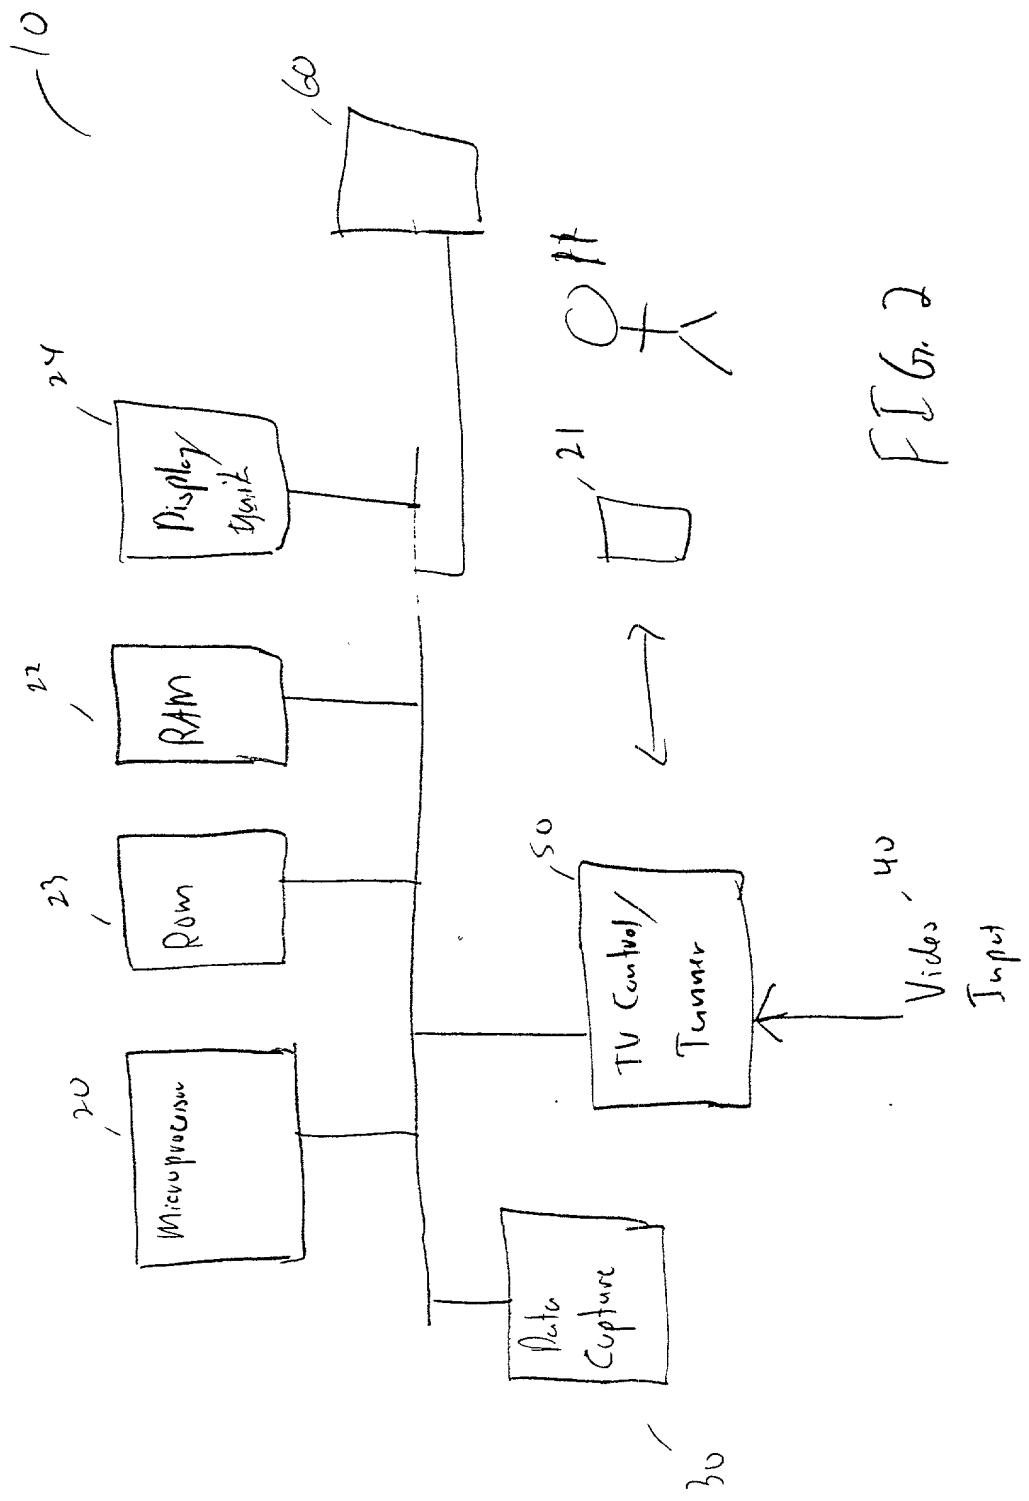 10
20
23
22
24
60
Microprocessor
Rom
RAM
Display/
Unit
30
Data
Capture
50
TV Control/
Tunner
21
11
40
Video
Input
FIG. 2